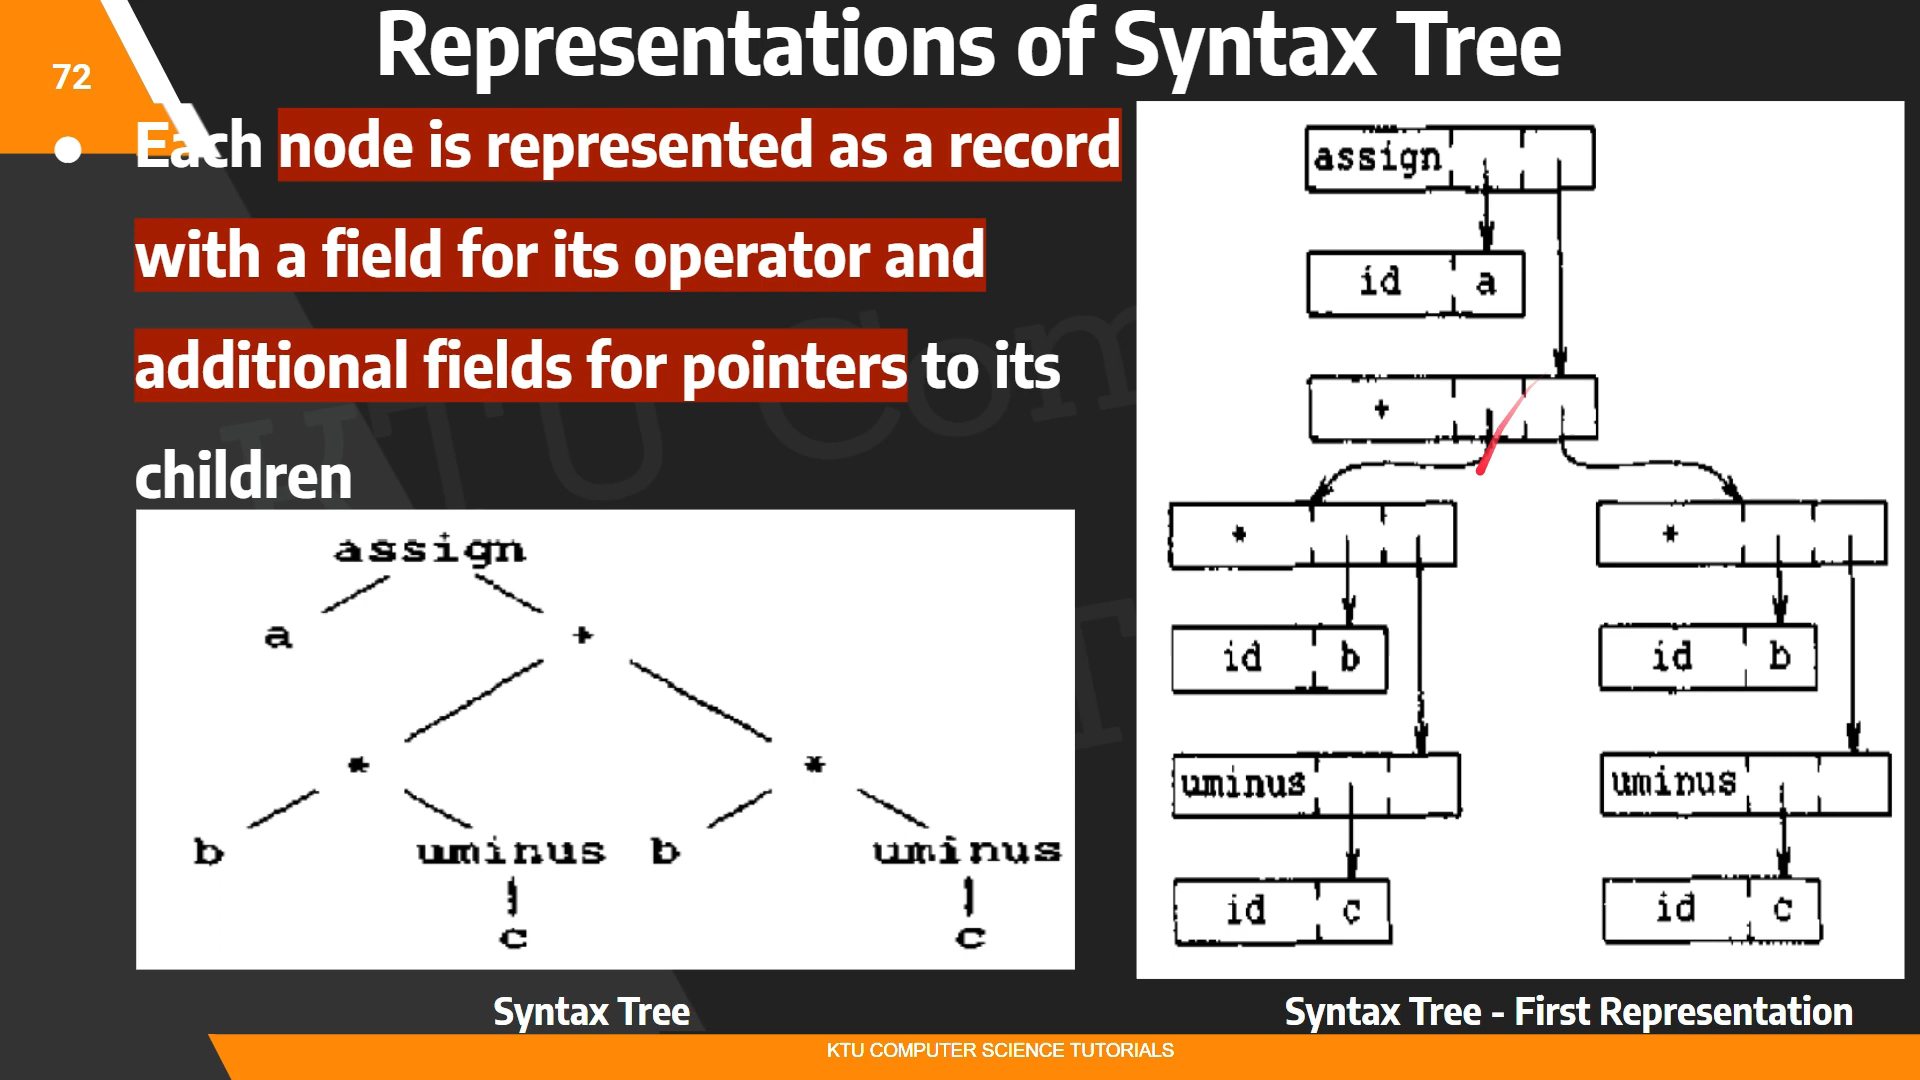 72
Representations of Syntax Tree
Each node is represented as a record
with a field for its operator and
additional fields for pointers to its
children
assign
a
+
* *
b uminus b uminus
c c
Syntax Tree
assign
id a
+
* *
id b id b
uminus uminus
id c id c
Syntax Tree - First Representation
KTU COMPUTER SCIENCE TUTORIALS
KTU Com